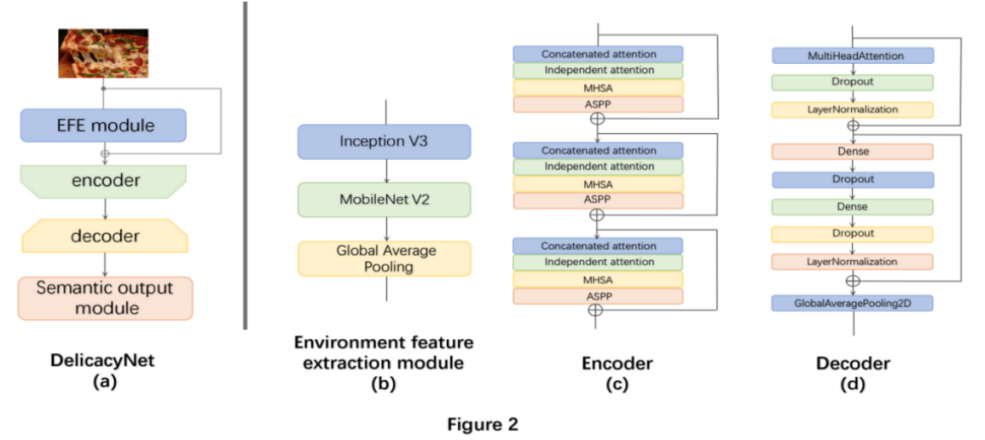 EFE module
encoder
decoder
Semantic output
module
DelicacyNet
(a)
Inception V3
MobileNet V2
Global Average
Pooling
Environment feature
extraction module
(b)
Concatenated attention
Independent attention
MHSA
ASPP
Concatenated attention
Independent attention
MHSA
ASPP
Concatenated attention
Independent attention
MHSA
ASPP
Encoder
(c)
MultiHeadAttention
Dropout
LayerNormalization
Dense
Dropout
Dense
Dropout
LayerNormalization
GlobalAveragePooling2D
Decoder
(d)
Figure 2